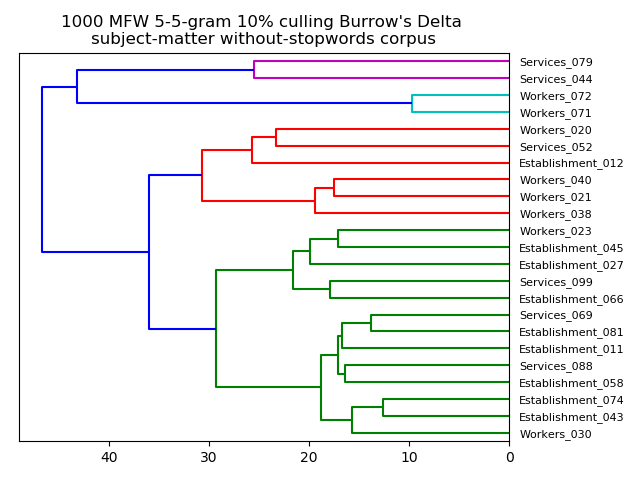 1000 MFW 5-5-gram 10% culling Burrow's Delta
subject-matter without-stopwords corpus
Services_079
Services_044
Workers_072
Workers_071
Workers_020
Services_052
Establishment_012
Workers_040
Workers_021
Workers_038
Workers_023
Establishment_045
Establishment_027
Services_099
Establishment_066
Services_069
Establishment_081
Establishment_011
Services_088
Establishment_058
Establishment_074
Establishment_043
Workers_030
40 30 20 10 0